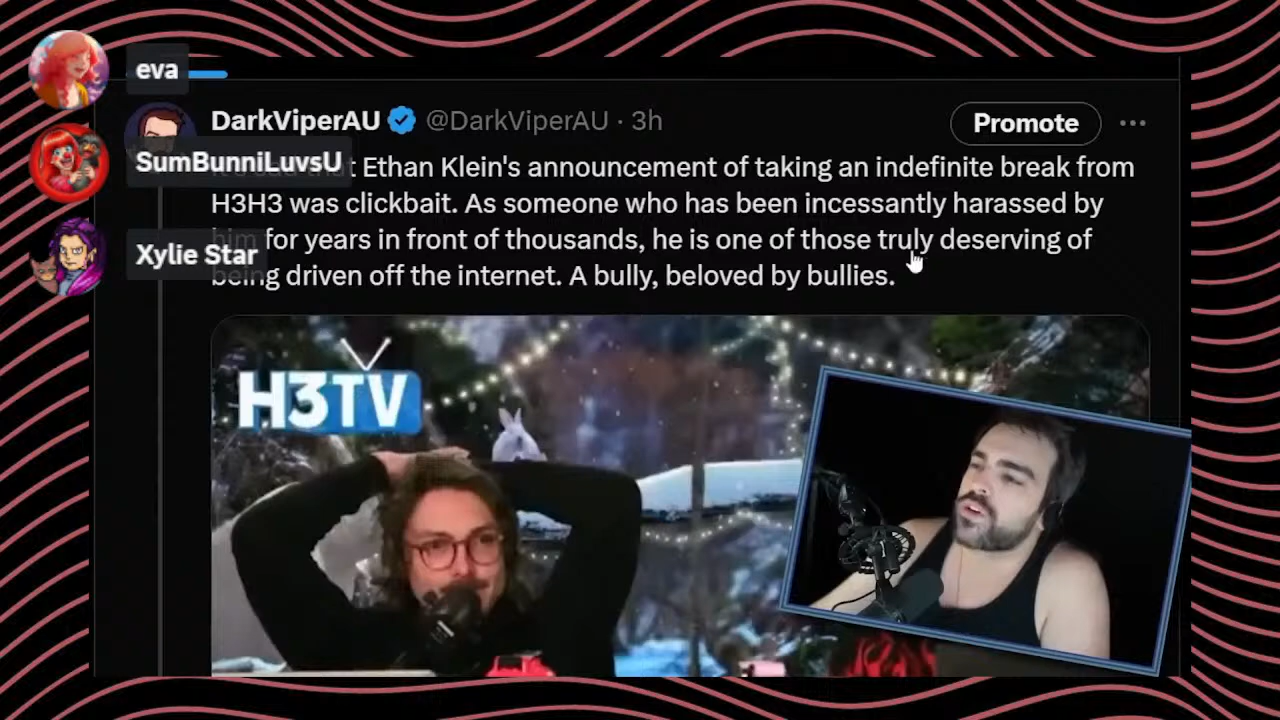 eva
DarkViperAU @DarkViperAU · 3h
Promote
SumBunniLuvsU
Ethan Klein's announcement of taking an indefinite break from
H3H3 was clickbait. As someone who has been incessantly harassed by
him for years in front of thousands, he is one of those truly deserving of
Xylie Star
being driven off the internet. A bully, beloved by bullies.
H3TV